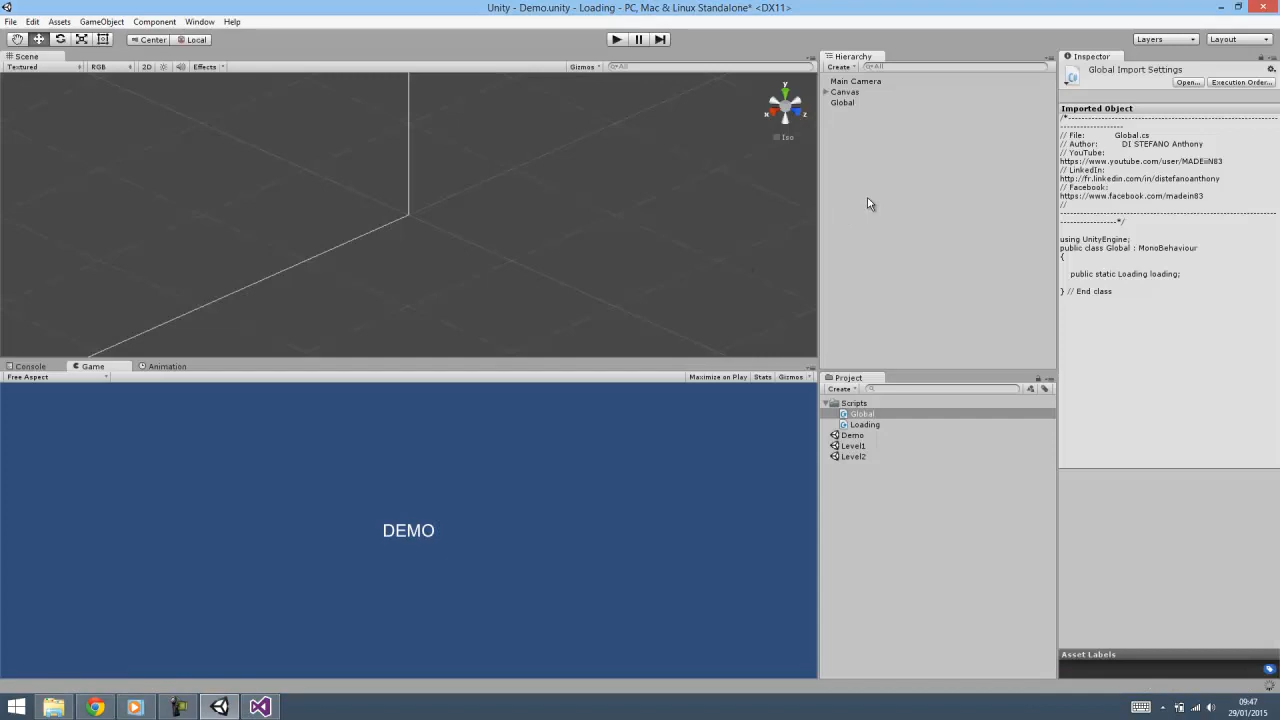 Unity - Demo.unity - Loading - PC, Mac & Linux Standalone* <DX11>
File Edit Assets GameObject Component Window Help
Center Local Layers Layout
Scene
Textured RGB 2D Effects Gizmos All
y
x z
Iso
Hierarchy
Create All
Main Camera
Canvas
Global
Inspector
Global Import Settings
Open... Execution Order...
Imported Object
/*------------------------------------------------
------------------
// File: Global.cs
// Author: DI STEFANO Anthony
// YouTube:
https://www.youtube.com/user/MADEiiN83
// LinkedIn:
http://fr.linkedin.com/in/distefanoanthony
// Facebook:
https://www.facebook.com/madein83
//
--------------------------------------------------
----------------*/
using UnityEngine;
public class Global : MonoBehaviour
{
public static Loading loading;
} // End class
Console Game Animation
Free Aspect Maximize on Play Stats Gizmos
DEMO
Project
Create
Scripts
Global
Loading
Demo
Level1
Level2
Asset Labels
09:47
29/01/2015